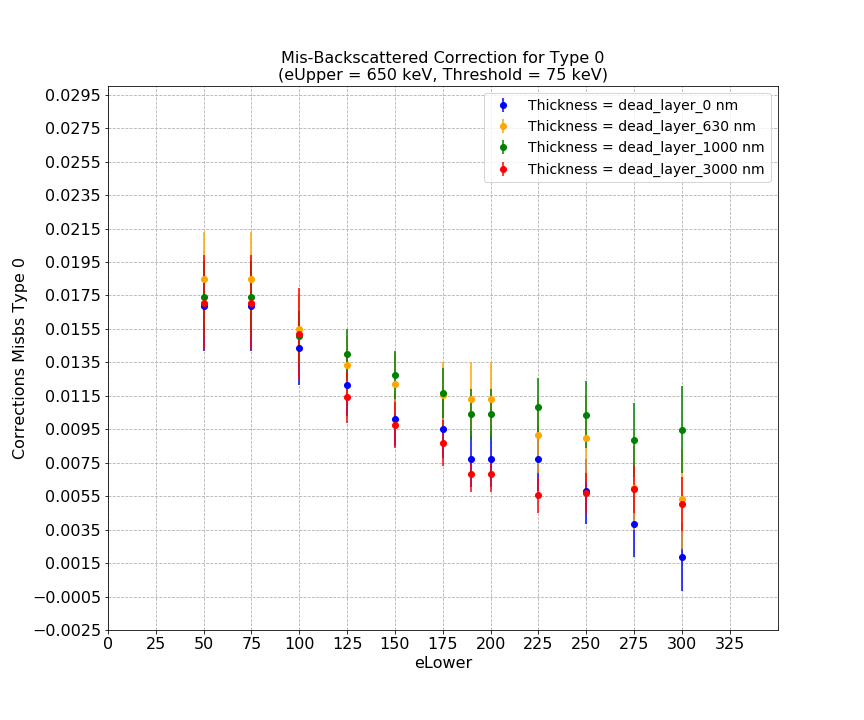 Mis-Backscattered Correction for Type 0
(eUpper = 650 keV, Threshold = 75 keV)
Thickness = dead_layer_0 nm
Thickness = dead_layer_630 nm
Thickness = dead_layer_1000 nm
Thickness = dead_layer_3000 nm
Corrections Misbs Type 0
0.0295
0.0275
0.0255
0.0235
0.0215
0.0195
0.0175
0.0155
0.0135
0.0115
0.0095
0.0075
0.0055
0.0035
0.0015
−0.0005
−0.0025
0 25 50 75 100 125 150 175 200 225 250 275 300 325
eLower